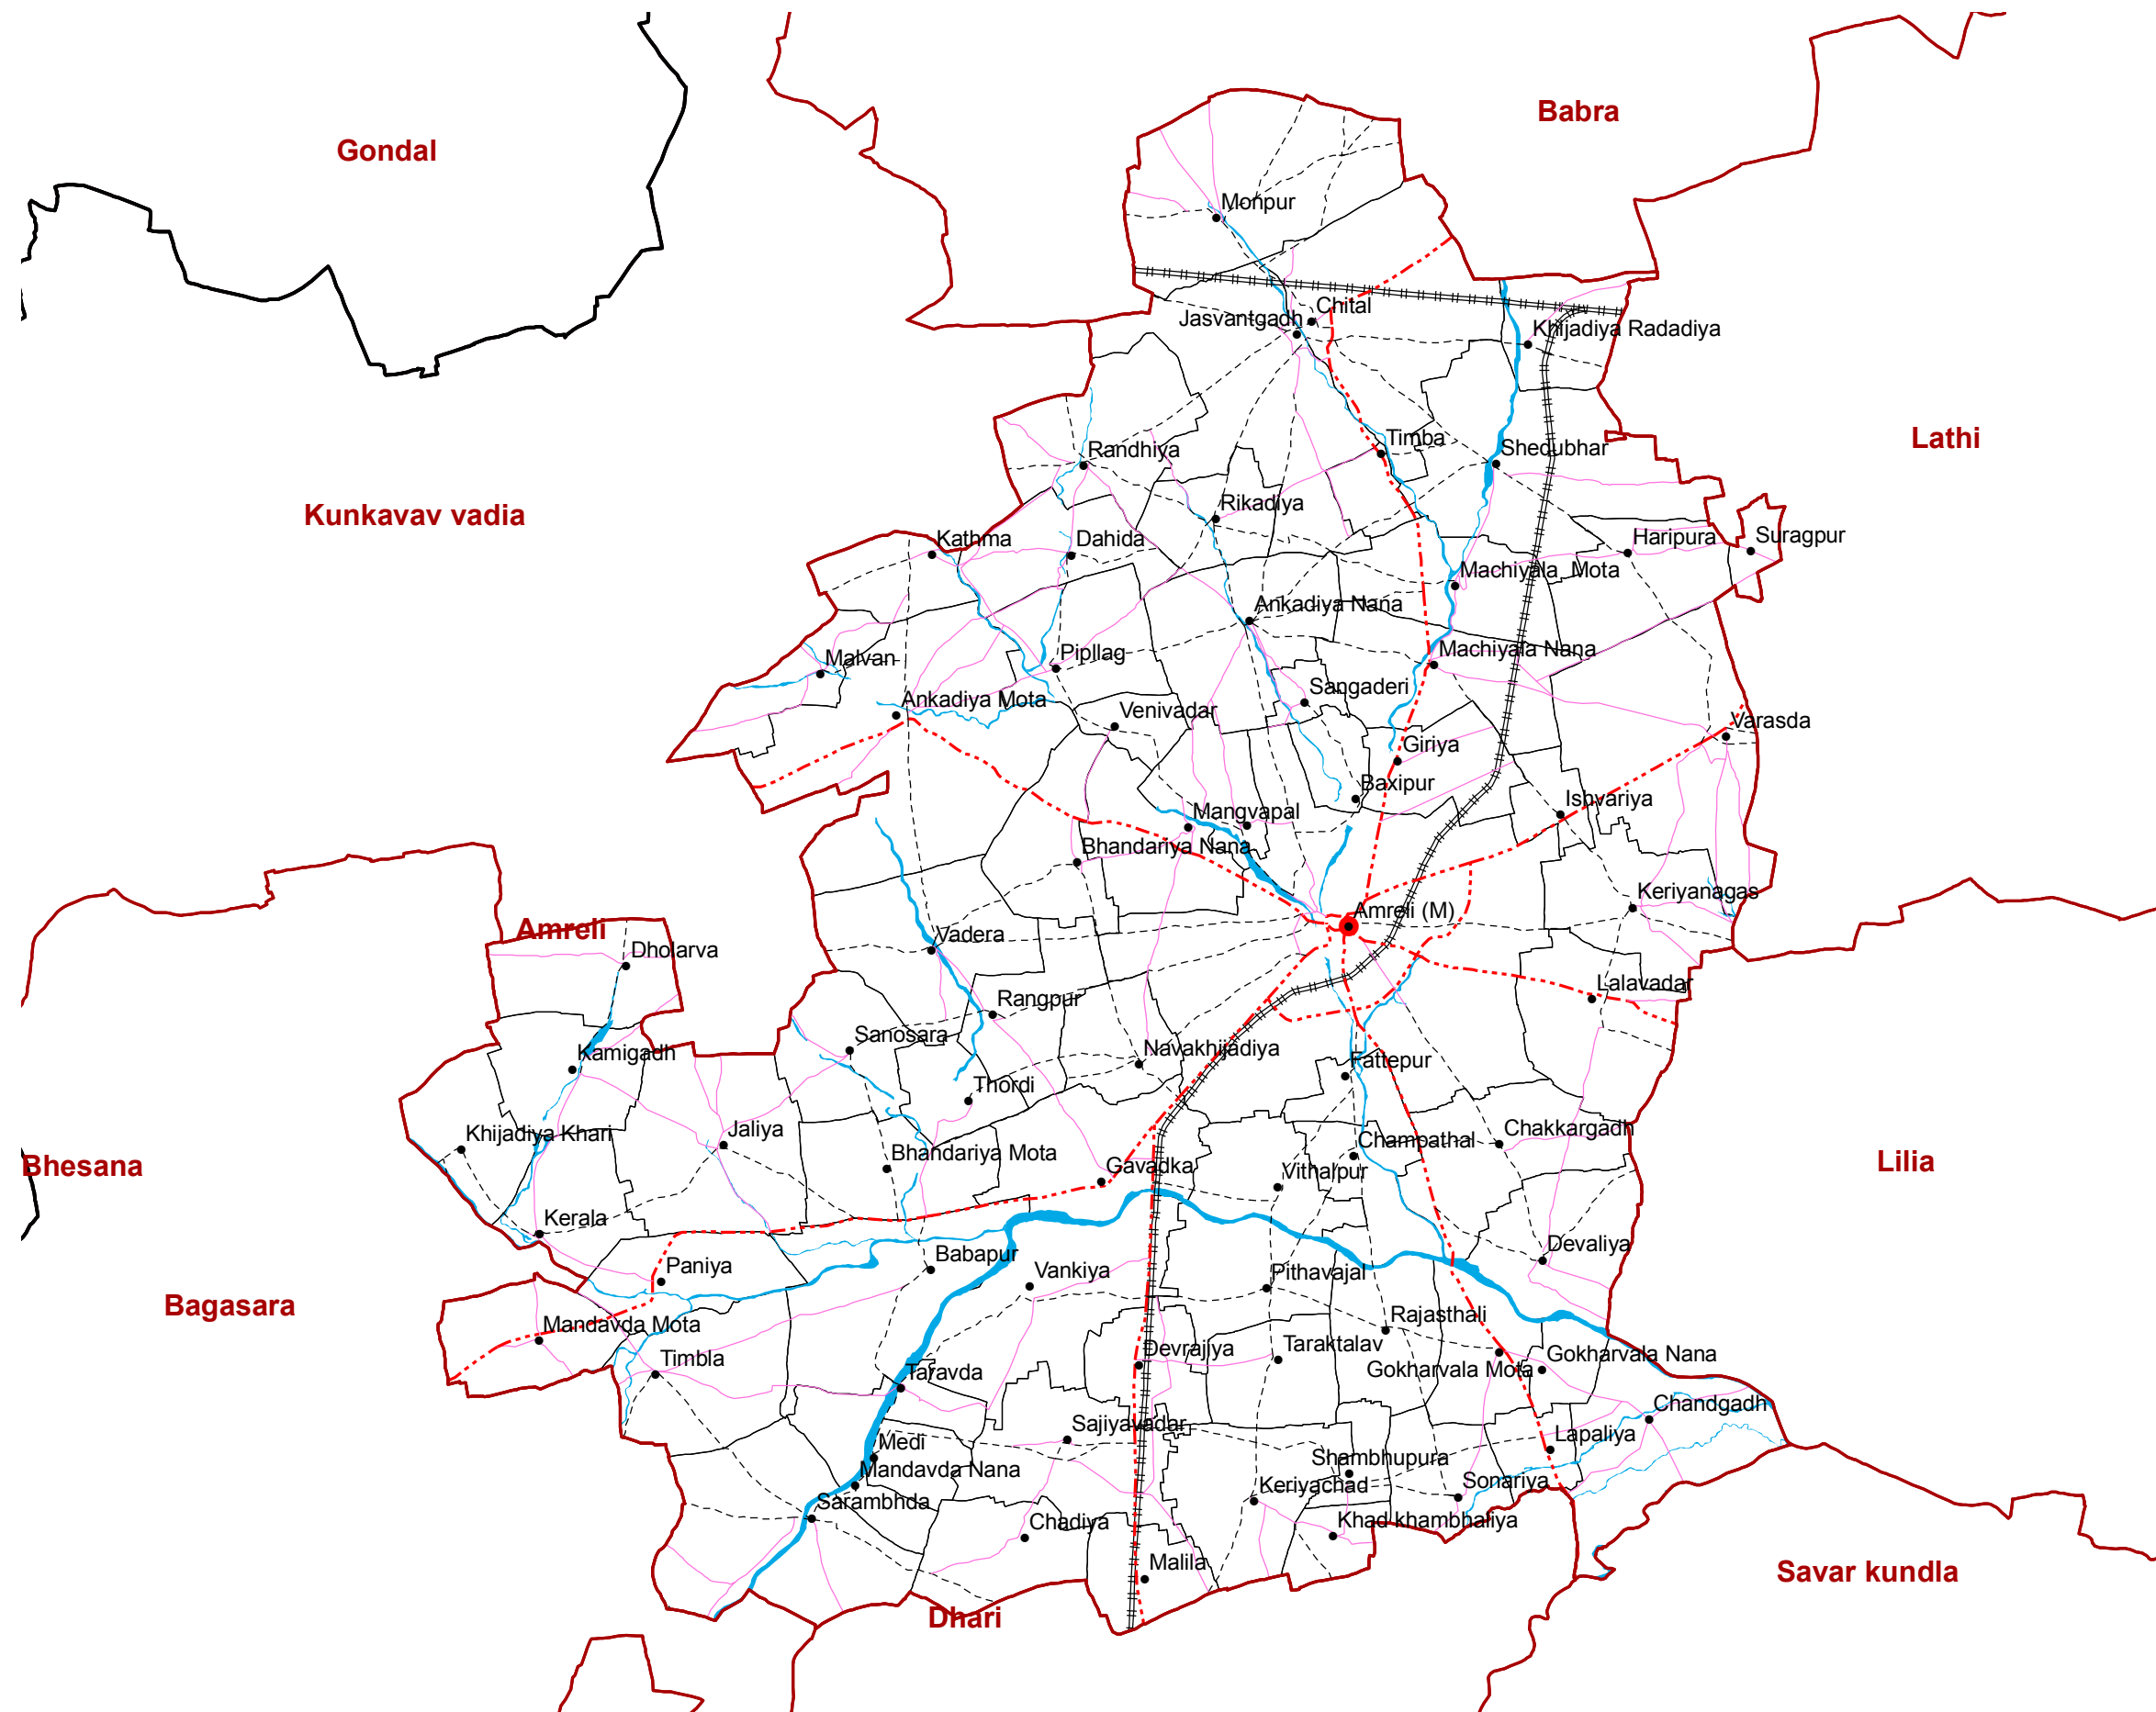 Babra
Gondal
Monpur
Chital
Jasvantgadh
Khijadiya Radadiya
Timba
Lathi
Randhiya
Shedubhar
Rikadiya
Kunkavav vadia
Kathma
Dahida
Haripura
Suragpur
Machiyala Mota
Ankadiya Nana
Machiyala Nana
Pipllag
Malvan
Sangaderi
Ankadiya Mota
Venivadar
Varasda
Giriya
Baxipur
Ishvariya
Mangvapal
Bhandariya Nana
Keriyanagas
Amreli (M)
Amreli
Vadera
Dholarva
Lalavadar
Rangpur
Sanosara
Navakhijadiya
Kamigadh
Fattepur
Thordi
Khijadiya Khari
Jaliya
Chakkargadh
Champathal
Bhandariya Mota
Bhesana
Gavadka
Vithalpur
Lilia
Kerala
Devaliya
Babapur
Paniya
Vankiya
Pithavajal
Bagasara
Mandavda Mota
Rajasthali
Devrajiya
Taraktalav
Timbla
Gokharvala Nana
Gokharvala Mota
Taravda
Chandgadh
Sajiyavadar
Lapaliya
Medi
Shambhupura
Mandavda Nana
Sonariya
Keriyachad
Sarambhda
Khad khambhaliya
Chadiya
Malila
Savar kundla
Dhari